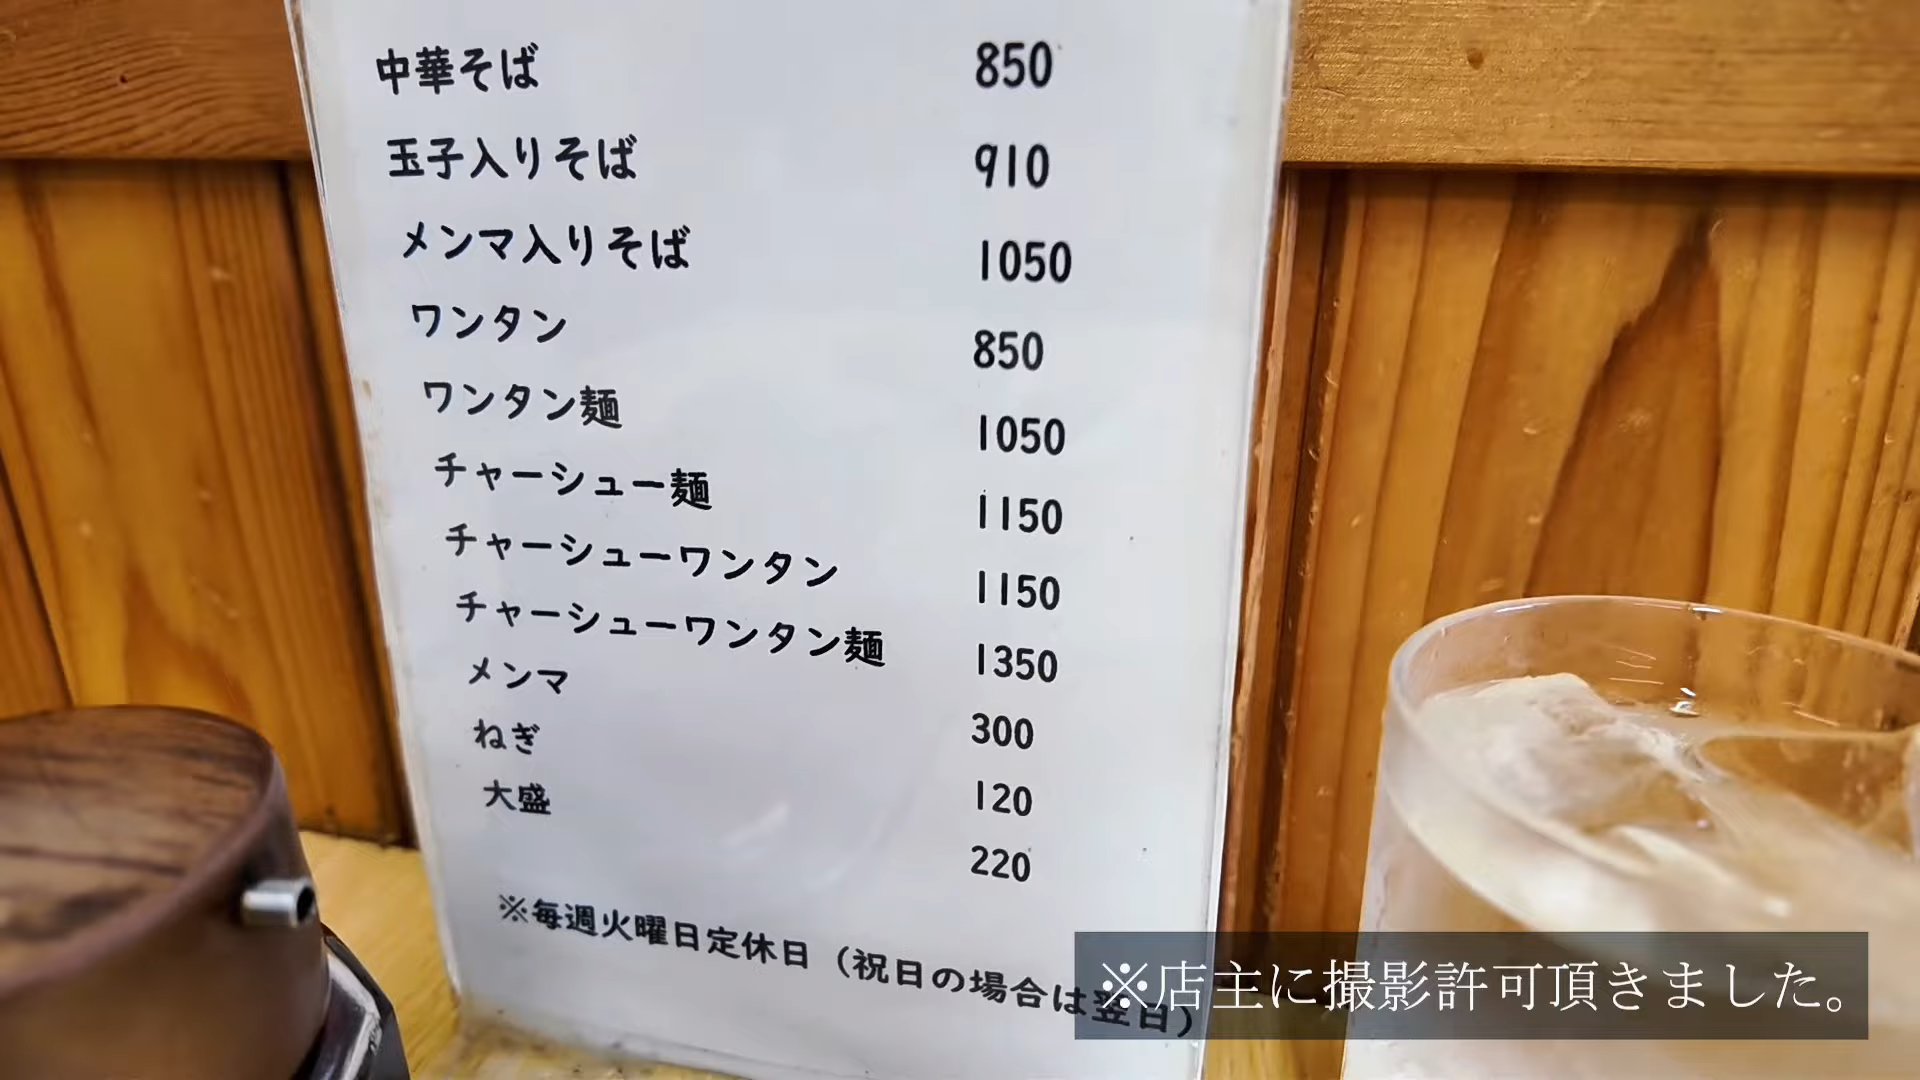 中華そば 850
玉子入りそば 910
メンマ入りそば 1050
ワンタン 850
ワンタン麺 1050
チャーシュー麺 1150
チャーシューワンタン 1150
チャーシューワンタン麺 1350
メンマ 300
ねぎ 120
大盛 220
※毎週火曜日定休日（祝日の場合は翌日）
※店主に撮影許可頂きました。